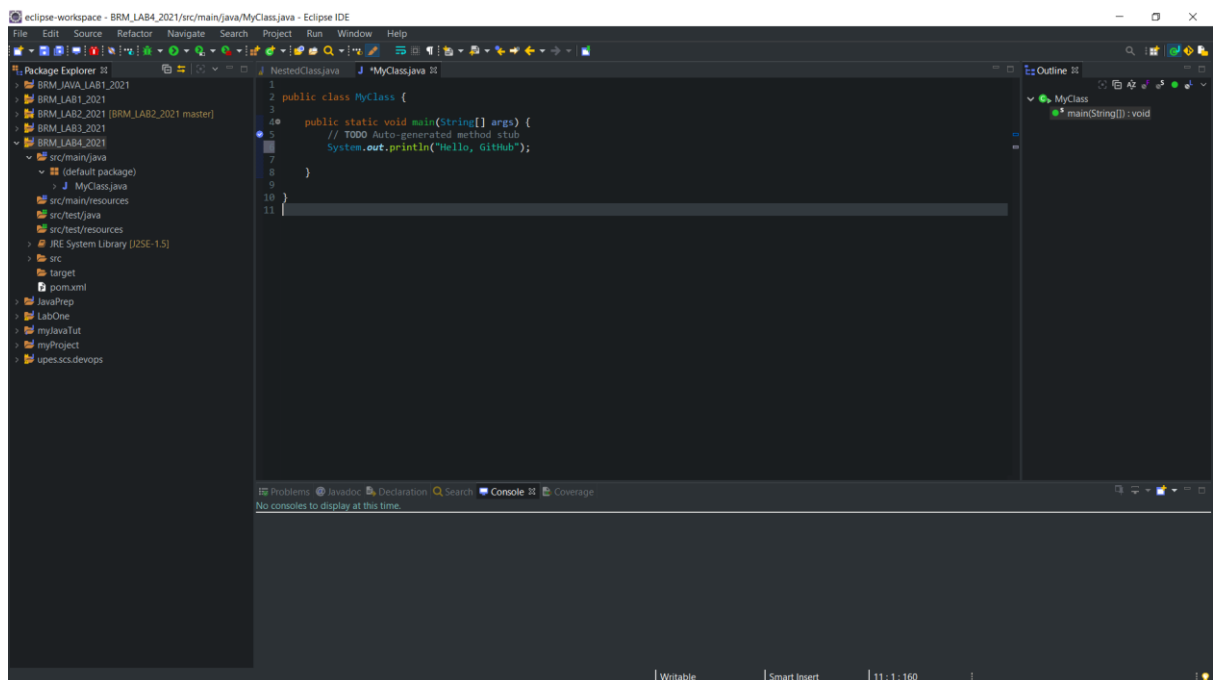 eclipse-workspace - BRM_LAB4_2021/src/main/java/MyClass.java - Eclipse IDE
File Edit Source Refactor Navigate Search Project Run Window Help
Package Explorer
BRM_JAVA_LAB1_2021
BRM_LAB1_2021
BRM_LAB2_2021 [BRM_LAB2_2021 master]
BRM_LAB3_2021
BRM_LAB4_2021
src/main/java
(default package)
MyClass.java
src/main/resources
src/test/java
src/test/resources
JRE System Library [J2SE-1.5]
src
target
pom.xml
JavaPrep
LabOne
myJavaTut
myProject
upes.scs.devops
NestedClass.java *MyClass.java
1
2 public class MyClass {
3
4 public static void main(String[] args) {
5 // TODO Auto-generated method stub
System.out.println("Hello, GitHub");
7
8 }
9
10 }
11
Outline
MyClass
main(String[]) : void
Problems Javadoc Declaration Search Console Coverage
No consoles to display at this time.
Writable Smart Insert 11 : 1 : 160